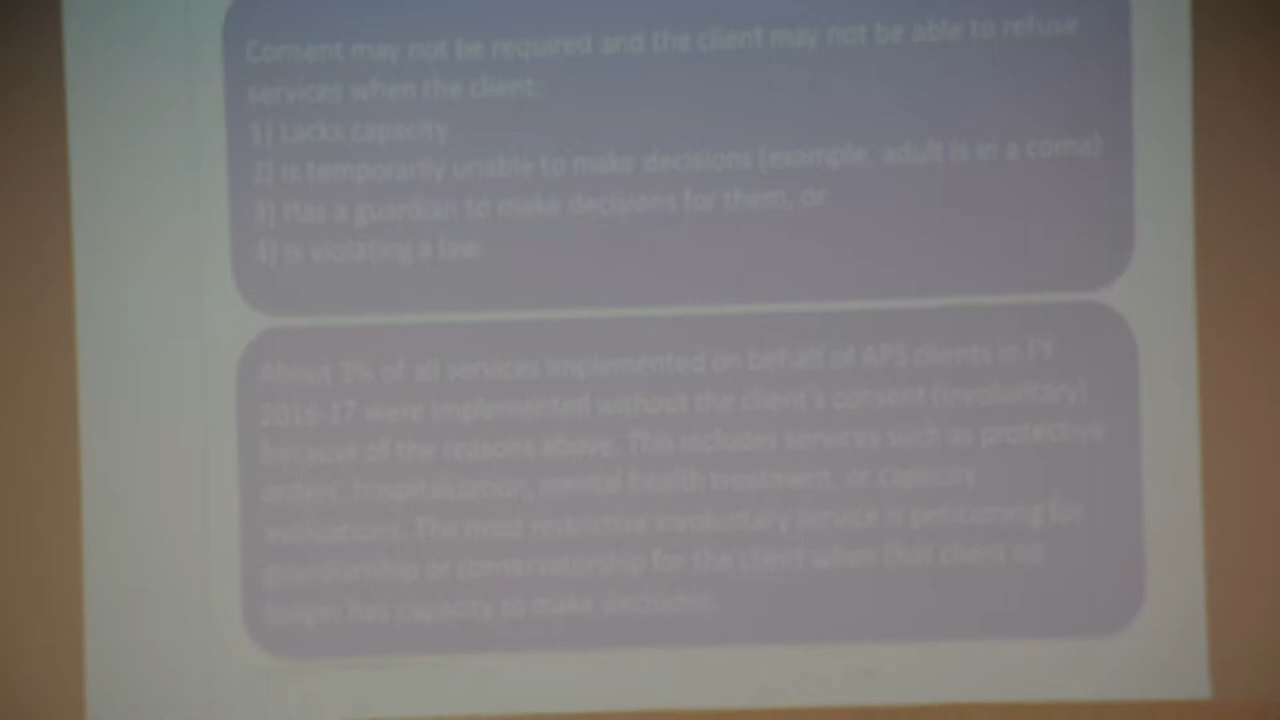 Consent may not be required and the client may not be able to refuse
services when the client:
1) Lacks capacity
2) Is temporarily unable to make decisions (example, adult is in a coma)
3) Has a guardian to make decisions for them, or
4) Is violating a law.
About 3% of all services implemented on behalf of APS clients in FY
2016-17 were implemented without the client's consent (involuntary)
because of the reasons above. This includes services such as protective
orders, hospitalization, mental health treatment, or capacity
evaluations. The most restrictive involuntary service is petitioning for
guardianship or conservatorship for the client when that client no
longer has capacity to make decisions.